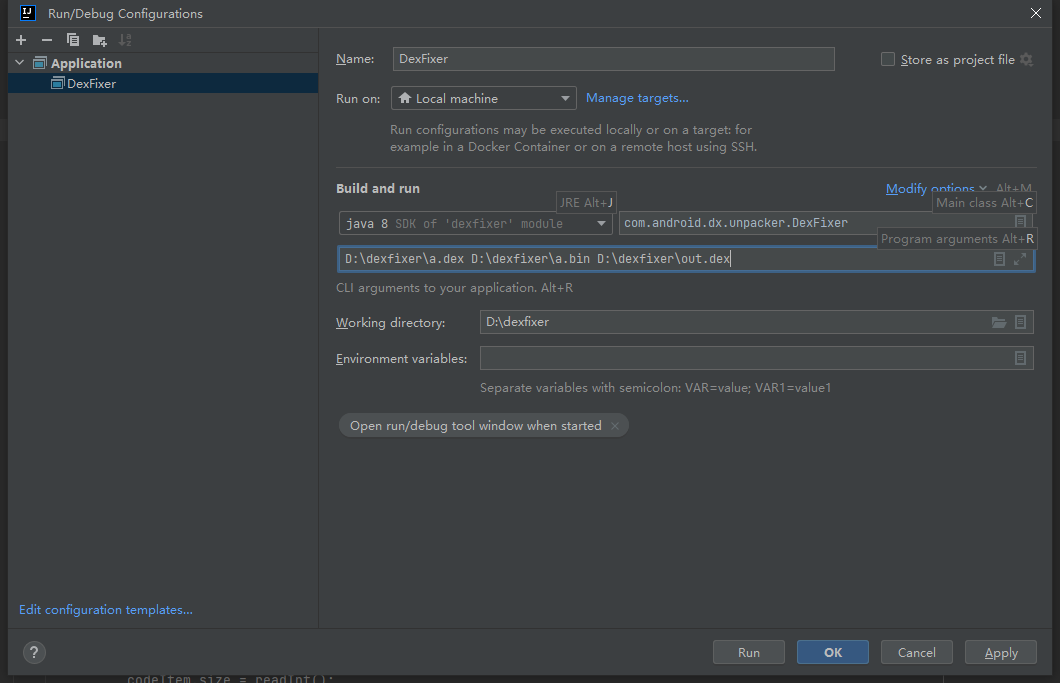 Run/Debug Configurations
Application
DexFixer
Name:
DexFixer
Store as project file
Run on:
Local machine
Manage targets...
Run configurations may be executed locally or on a target: for
example in a Docker Container or on a remote host using SSH.
Build and run
Modify options
Alt+M
JRE Alt+J
Main class Alt+C
java 8 SDK of 'dexfixer' module
com.android.dx.unpacker.DexFixer
Program arguments Alt+R
D:\dexfixer\a.dex D:\dexfixer\a.bin D:\dexfixer\out.dex
CLI arguments to your application. Alt+R
Working directory:
D:\dexfixer
Environment variables:
Separate variables with semicolon: VAR=value; VAR1=value1
Open run/debug tool window when started
Edit configuration templates...
?
Run
OK
Cancel
Apply
codeItem size = readInt();